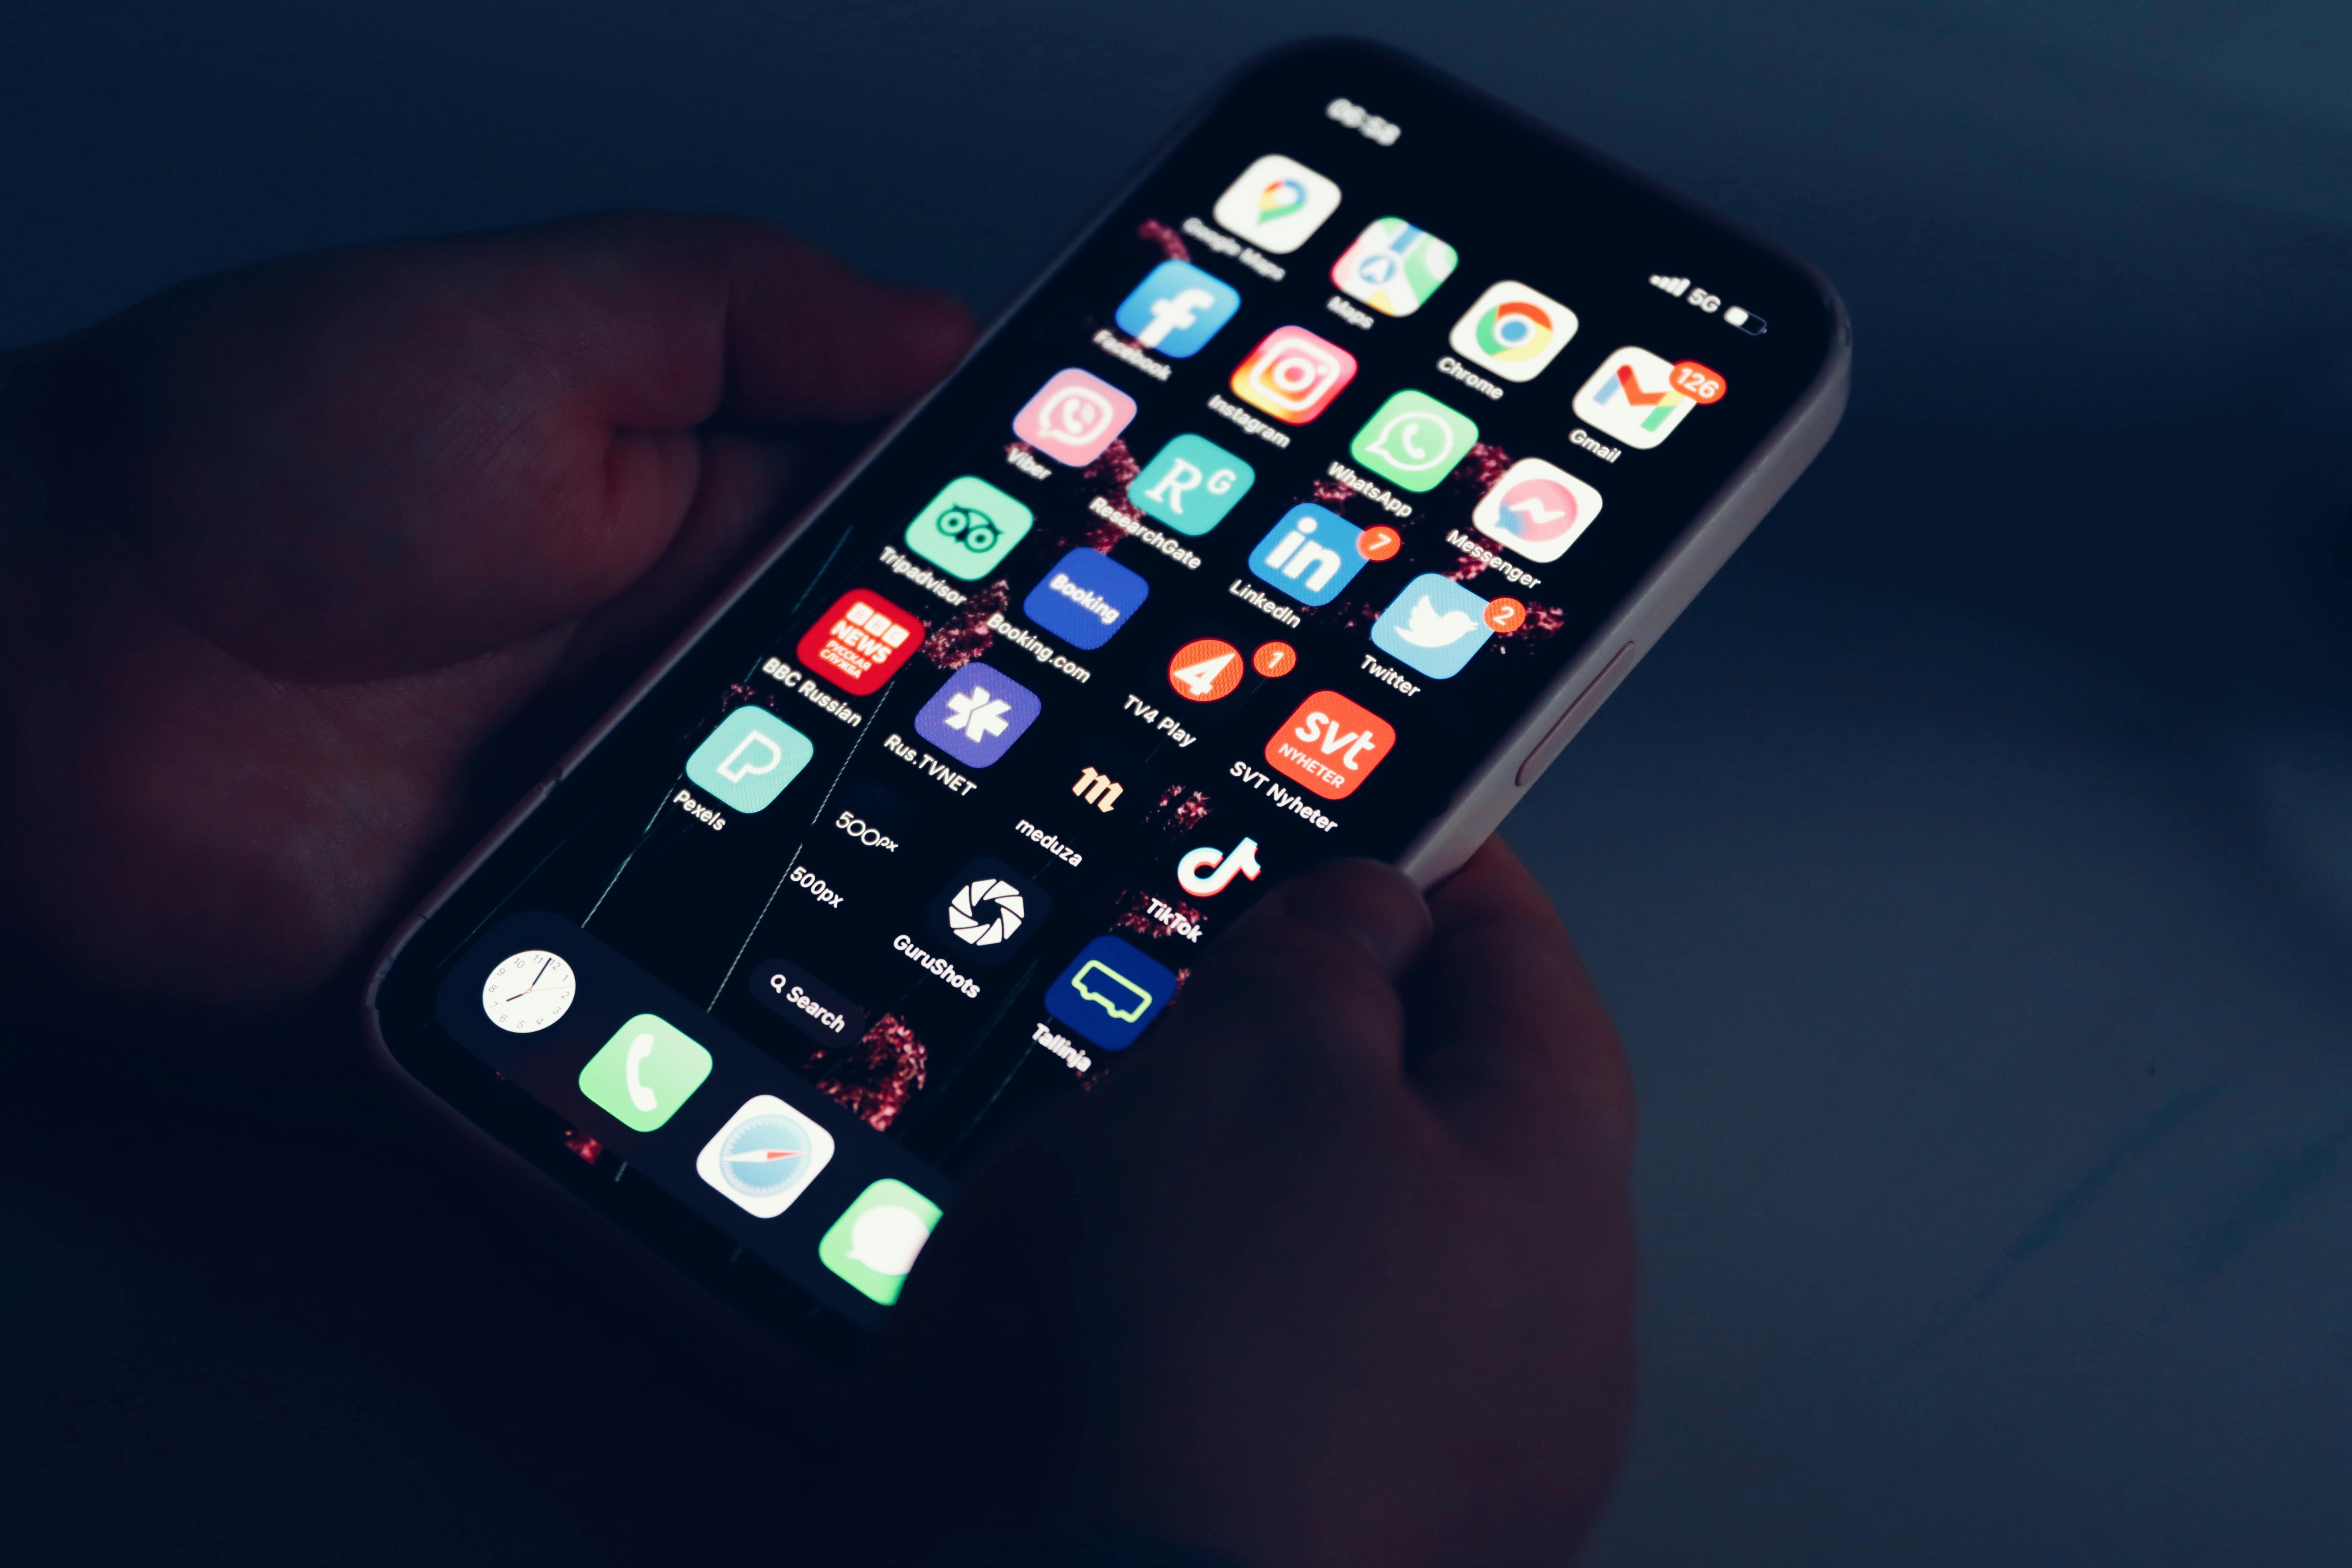 5G
Google Maps
Maps
Chrome
126
Gmail
Facebook
Instagram
WhatsApp
Messenger
Viber
RG
ResearchGate
in
7
LinkedIn
2
Twitter
Tripadvisor
Booking
Booking.com
4
1
TV4 Play
svt
NYHETER
SVT Nyheter
BBC
NEWS
РУССКАЯ
СЛУЖБА
BBC Russian
Rus.TVNET
m
meduza
TikTok
P
Pexels
500px
500px
GuruShots
Tallinja
Search